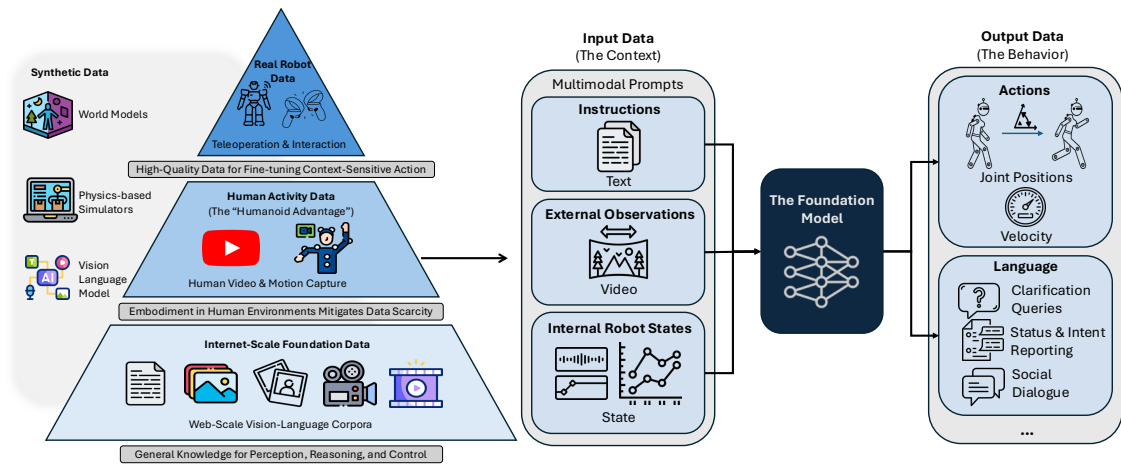 Synthetic Data
World Models
Physics-based
Simulators
Vision
Language
Model
AI
Real Robot
Data
Teleoperation & Interaction
High-Quality Data for Fine-tuning Context-Sensitive Action
Human Activity Data
(The “Humanoid Advantage”)
Human Video & Motion Capture
Embodiment in Human Environments Mitigates Data Scarcity
Internet-Scale Foundation Data
Web-Scale Vision-Language Corpora
General Knowledge for Perception, Reasoning, and Control
Input Data
(The Context)
Multimodal Prompts
Instructions
Text
External Observations
Video
Internal Robot States
State
The Foundation
Model
Output Data
(The Behavior)
Actions
Joint Positions
Velocity
Language
?
Clarification
Queries
Status & Intent
Reporting
Social
Dialogue
...